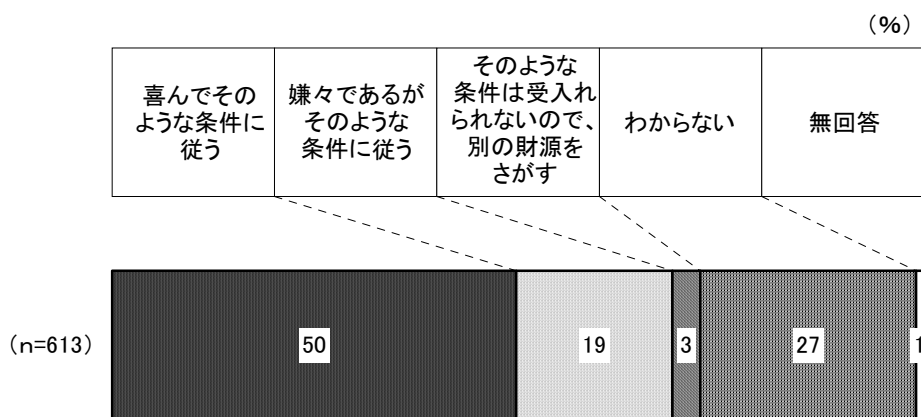 （%）
喜んでその
ような条件に
従う
嫌々であるが
そのような
条件に従う
そのような
条件は受入れ
られないので、
別の財源を
さがす
わからない
無回答
（n=613）
50
19
3
27
1